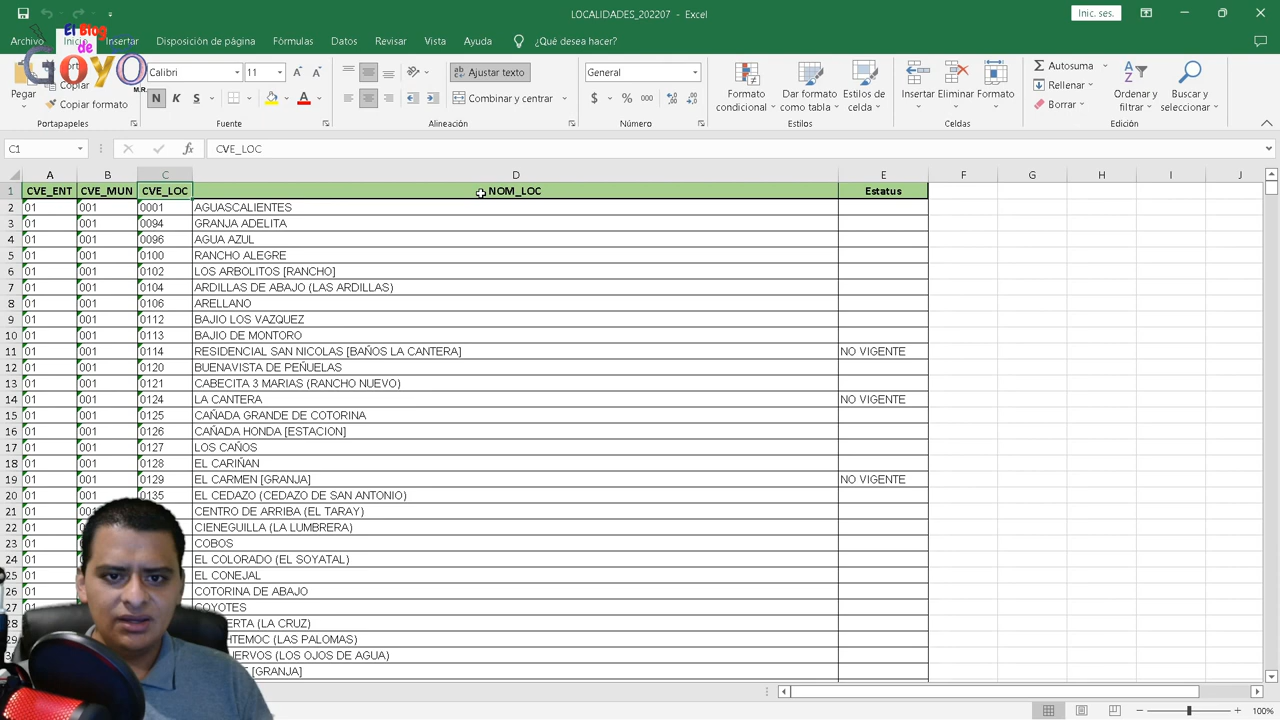 LOCALIDADES_202207 - Excel
Inic. ses.
El Blog
de
GOYO
M.R.
Archivo Inicio Insertar Disposición de página Fórmulas Datos Revisar Vista Ayuda ¿Qué desea hacer?
Pegar
Copiar
Copiar formato
Portapapeles
Calibri 11
N K S
Fuente
Ajustar texto
Combinar y centrar
Alineación
General
$ % 000
Número
Formato condicional
Dar formato como tabla
Estilos de celda
Estilos
Insertar Eliminar Formato
Celdas
Autosuma
Rellenar
Borrar
Ordenar y filtrar
Buscar y seleccionar
Edición
C1 fx CVE_LOC
A B C D E F G H I J
1 CVE_ENT CVE_MUN CVE_LOC NOM_LOC Estatus
2 01 001 0001 AGUASCALIENTES
3 01 001 0094 GRANJA ADELITA
4 01 001 0096 AGUA AZUL
5 01 001 0100 RANCHO ALEGRE
6 01 001 0102 LOS ARBOLITOS [RANCHO]
7 01 001 0104 ARDILLAS DE ABAJO (LAS ARDILLAS)
8 01 001 0106 ARELLANO
9 01 001 0112 BAJIO LOS VAZQUEZ
10 01 001 0113 BAJIO DE MONTORO
11 01 001 0114 RESIDENCIAL SAN NICOLAS [BAÑOS LA CANTERA] NO VIGENTE
12 01 001 0120 BUENAVISTA DE PEÑUELAS
13 01 001 0121 CABECITA 3 MARIAS (RANCHO NUEVO)
14 01 001 0124 LA CANTERA NO VIGENTE
15 01 001 0125 CAÑADA GRANDE DE COTORINA
16 01 001 0126 CAÑADA HONDA [ESTACION]
17 01 001 0127 LOS CAÑOS
18 01 001 0128 EL CARIÑAN
19 01 001 0129 EL CARMEN [GRANJA] NO VIGENTE
20 01 001 0135 EL CEDAZO (CEDAZO DE SAN ANTONIO)
21 01 CENTRO DE ARRIBA (EL TARAY)
22 01 CIENEGUILLA (LA LUMBRERA)
23 01 COBOS
24 01 EL COLORADO (EL SOYATAL)
25 01 EL CONEJAL
26 01 COTORINA DE ABAJO
27 01 COYOTES
28 (LA CRUZ)
29 (LAS PALOMAS)
(LOS OJOS DE AGUA)
[GRANJA]
100%